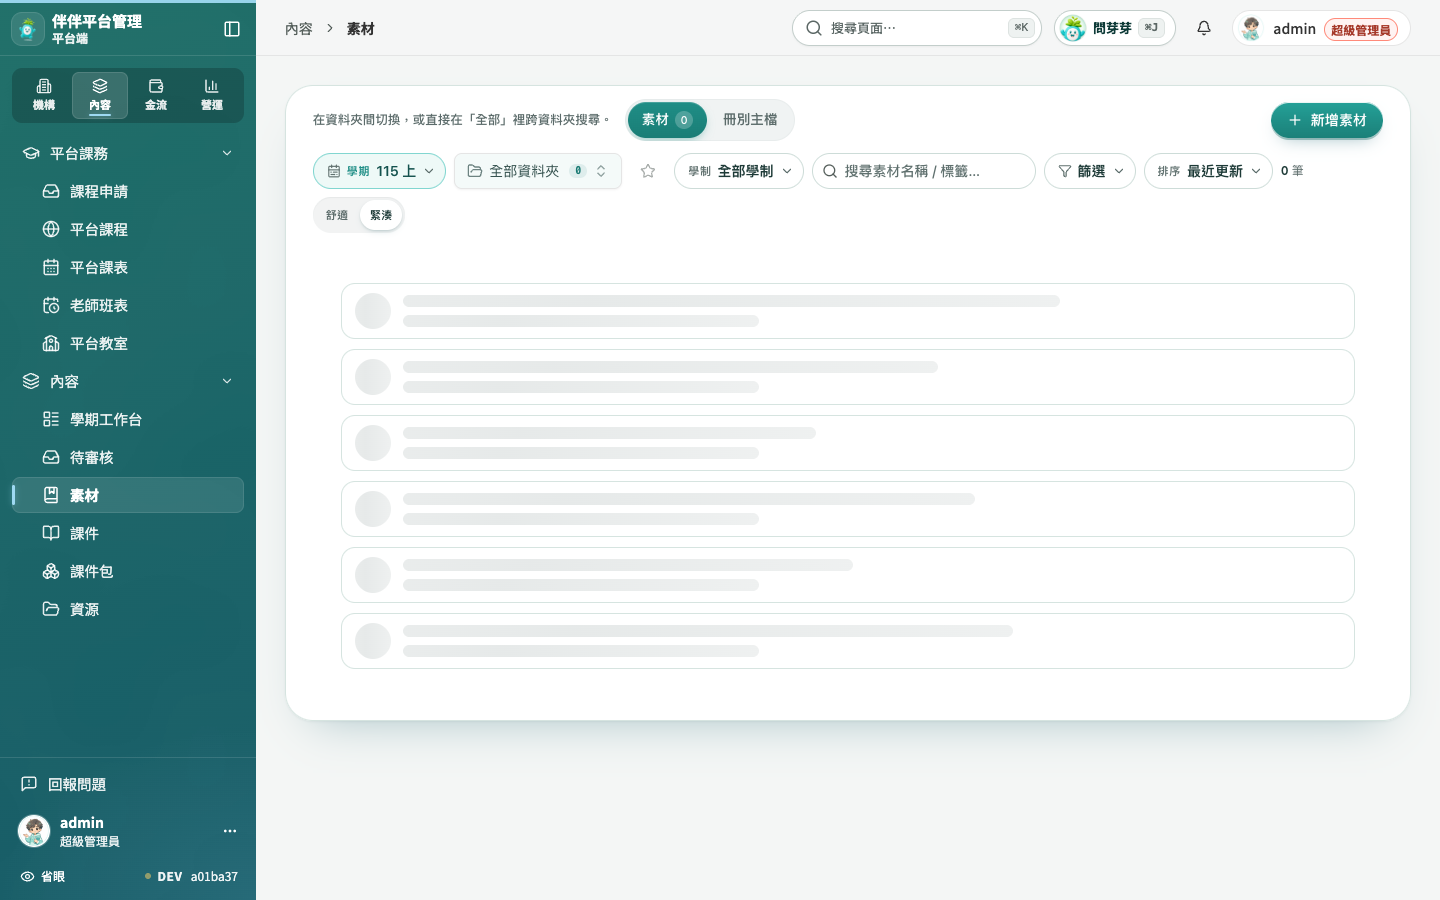 伴伴平台管理
平台端
機構
內容
金流
營運
平台課務
課程申請
平台課程
平台課表
老師班表
平台教室
內容
學期工作台
待審核
素材
課件
課件包
資源
回報問題
admin
超級管理員
省眼
DEV a01ba37
內容 > 素材
搜尋頁面… ⌘K
問芽芽 ⌘J
admin 超級管理員
在資料夾間切換，或直接在「全部」裡跨資料夾搜尋。
素材 0
冊別主檔
新增素材
學期 115 上
全部資料夾 0
學制 全部學制
搜尋素材名稱 / 標籤...
篩選
排序 最近更新
0 筆
舒適
緊湊